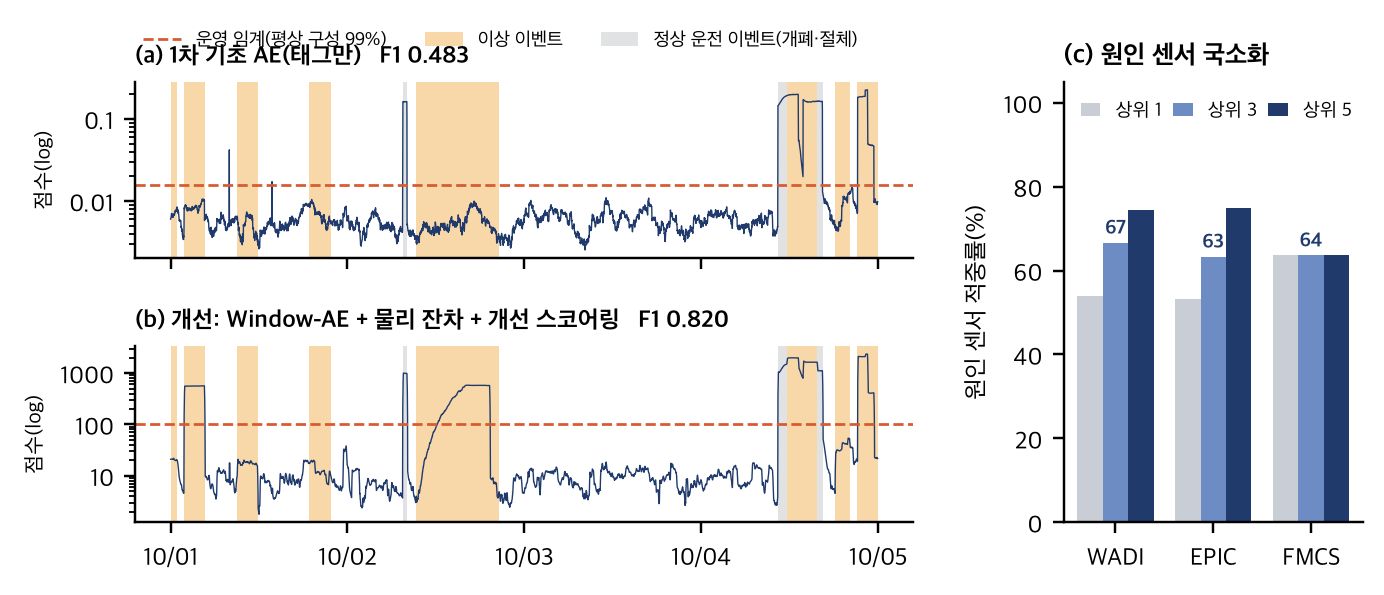 운영 임계(평상 구성 99%) 이상 이벤트 정상 운전 이벤트(개폐·절체)
(a) 1차 기초 AE(태그만) F1 0.483
점수(log)
0.1
0.01
10/01 10/02 10/03 10/04 10/05
(b) 개선: Window-AE + 물리 잔차 + 개선 스코어링 F1 0.820
점수(log)
1000
100
10
(c) 원인 센서 국소화
상위 1 상위 3 상위 5
원인 센서 적중률(%)
100
80
60
40
20
0
67 63 64
WADI EPIC FMCS